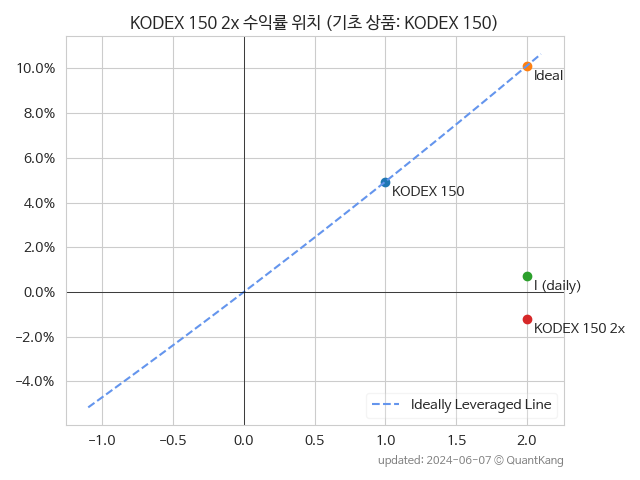 KODEX 150 2x 수익률 위치 (기초 상품: KODEX 150)
10.0%
8.0%
6.0%
4.0%
2.0%
0.0%
−2.0%
−4.0%
Ideal
KODEX 150
I (daily)
KODEX 150 2x
Ideally Leveraged Line
−1.0 −0.5 0.0 0.5 1.0 1.5 2.0
updated: 2024-06-07 © QuantKang